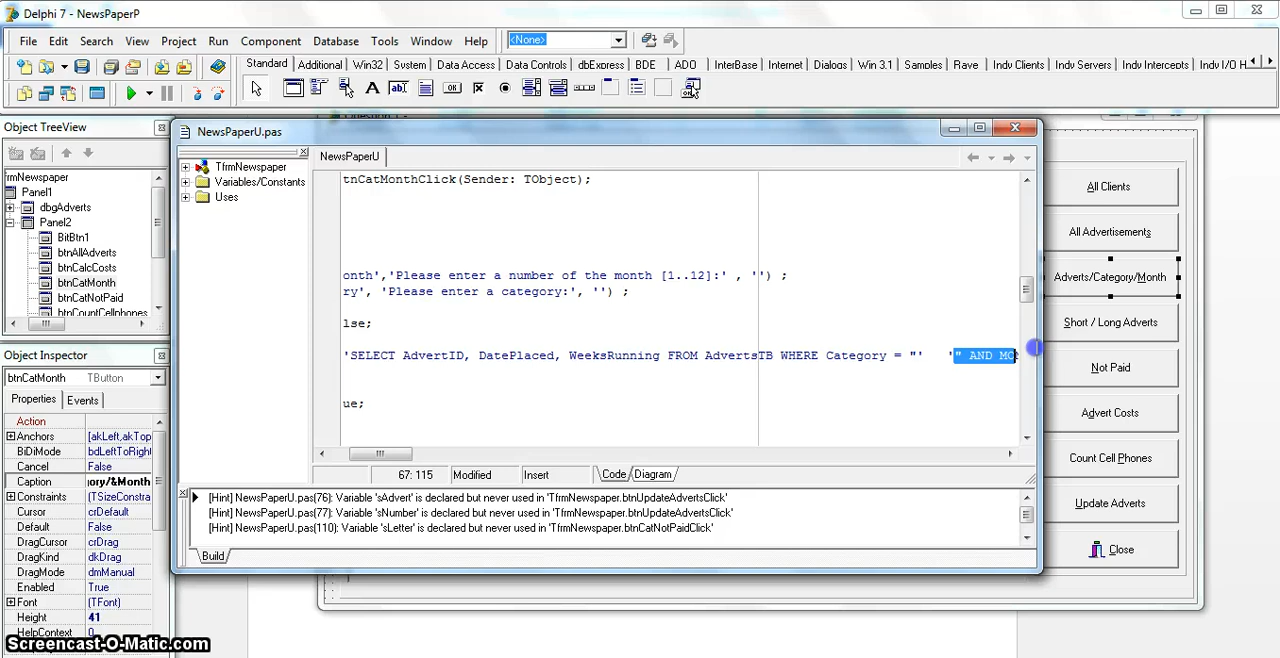 Delphi 7 - NewsPaperP
File Edit Search View Project Run Component Database Tools Window Help <None>
Standard Additional Win32 System Data Access Data Controls dbExpress BDE ADO InterBase Internet Dialogs Win 3.1 Samples Rave Indy Clients Indy Servers Indy Intercepts Indy I/O H
Object TreeView
rmNewspaper
Panel1
dbgAdverts
Panel2
BitBtn1
btnAllAdverts
btnCalcCosts
btnCatMonth
btnCatNotPaid
btnCountCellphones
Object Inspector
btnCatMonth TButton
Properties Events
Action
Anchors [akLeft,akTop
BiDiMode bdLeftToRigh
Cancel False
Caption ory/&Month
Constraints (TSizeConstra
Cursor crDefault
Default False
DragCursor crDrag
DragKind dkDrag
DragMode dmManual
Enabled True
Font (TFont)
Height 41
HelpContext 0
NewsPaperU.pas
TfrmNewspaper
Variables/Constants
Uses
NewsPaperU
tnCatMonthClick(Sender: TObject);
onth','Please enter a number of the month [1..12]:' , '') ;
ry', 'Please enter a category:', '') ;
lse;
'SELECT AdvertID, DatePlaced, WeeksRunning FROM AdvertsTB WHERE Category = "'   '" AND MO
ue;
67: 115 Modified Insert Code Diagram
[Hint] NewsPaperU.pas(76): Variable 'sAdvert' is declared but never used in 'TfrmNewspaper.btnUpdateAdvertsClick'
[Hint] NewsPaperU.pas(77): Variable 'sNumber' is declared but never used in 'TfrmNewspaper.btnUpdateAdvertsClick'
[Hint] NewsPaperU.pas(110): Variable 'sLetter' is declared but never used in 'TfrmNewspaper.btnCatNotPaidClick'
Build
All Clients
All Advertisements
Adverts/Category/Month
Short / Long Adverts
Not Paid
Advert Costs
Count Cell Phones
Update Adverts
Close
Screencast-O-Matic.com